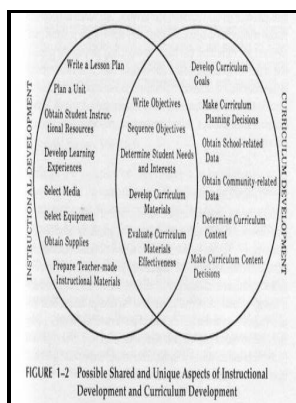 INSTRUCTIONAL DEVELOPMENT
Write a Lesson Plan
Plan a Unit
Obtain Student Instruc-
tional Resources
Develop Learning
Experiences
Select Media
Select Equipment
Obtain Supplies
Prepare Teacher-made
Instructional Materials
Write Objectives
Sequence Objectives
Determine Student Needs
and Interests
Develop Curriculum
Materials
Evaluate Curriculum
Materials
Effectiveness
Develop Curriculum
Goals
Make Curriculum
Planning Decisions
Obtain School-related
Data
Obtain Community-related
Data
Determine Curriculum
Content
Make Curriculum Content
Decisions
CURRICULUM DEVELOPMENT
FIGURE 1–2 Possible Shared and Unique Aspects of Instructional
Development and Curriculum Development